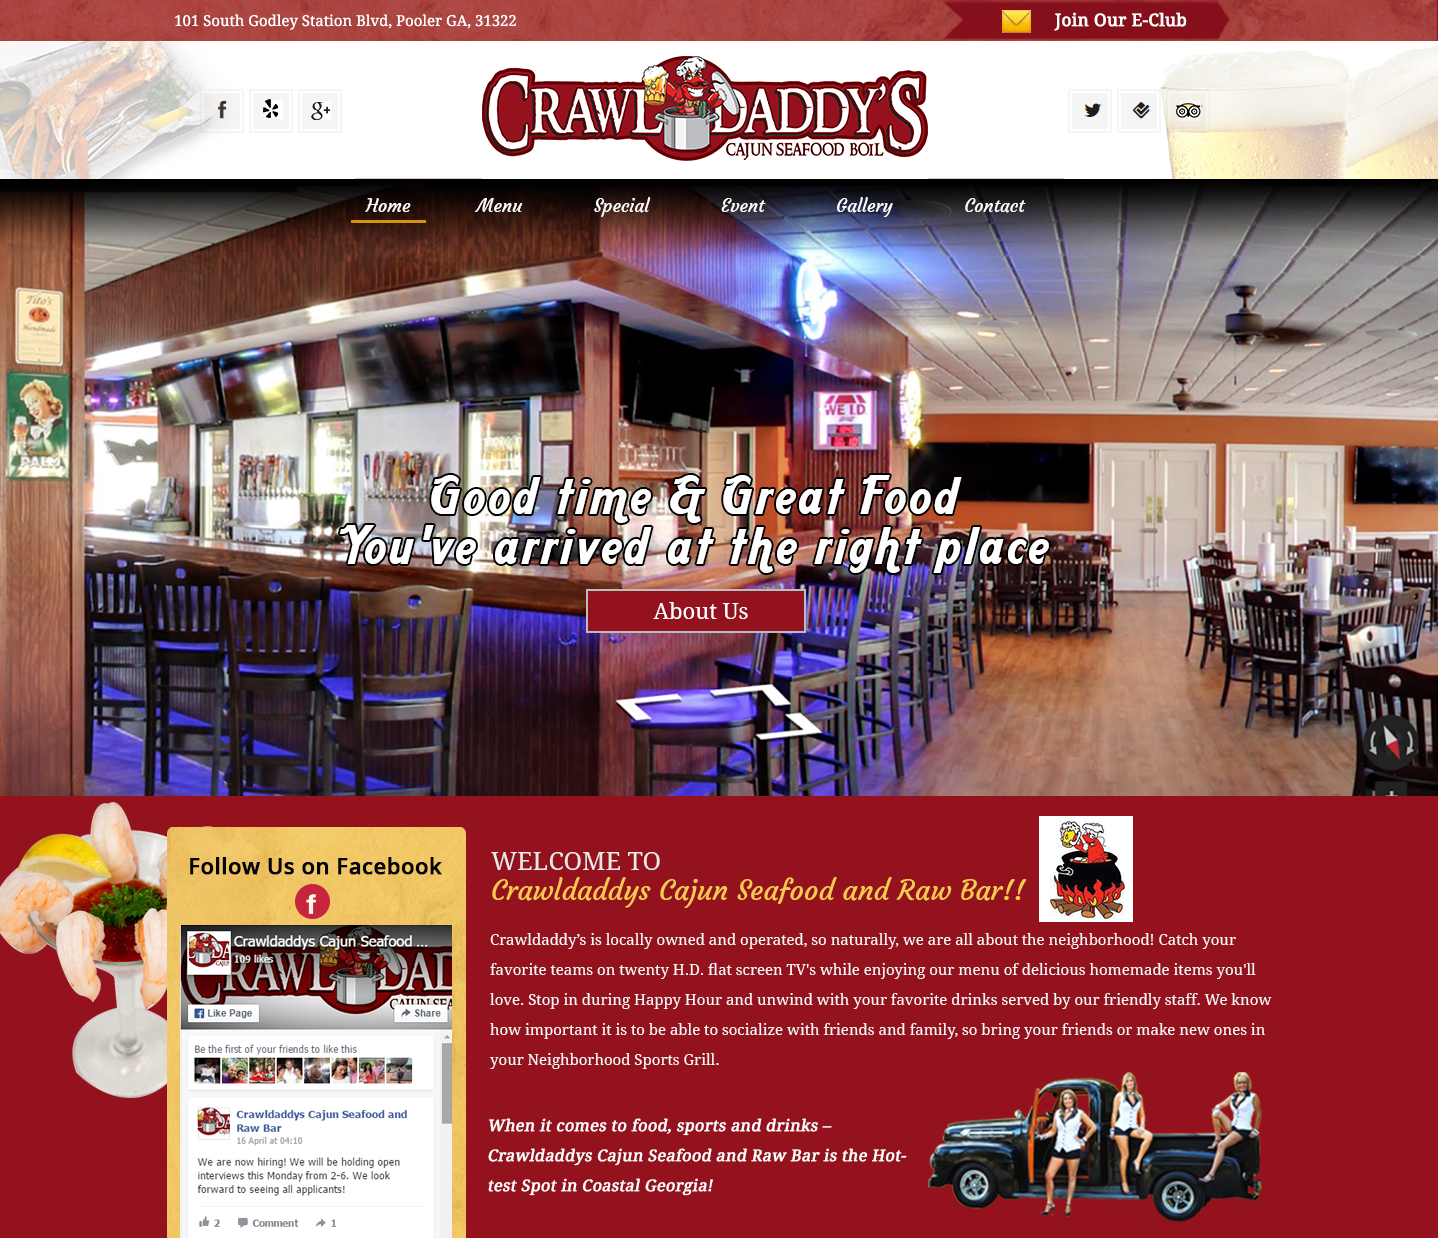 101 South Godley Station Blvd, Pooler GA, 31322
Join Our E-Club
CRAWLDADDY'S
CAJUN SEAFOOD BOIL
Home Menu Special Event Gallery Contact
Tito's
Handmade
WELD
Good time & Great Food
You've arrived at the right place
About Us
Follow Us on Facebook
Crawldaddys Cajun Seafood ...
109 likes
Like Page
Share
Be the first of your friends to like this
Crawldaddys Cajun Seafood and
Raw Bar
16 April at 04:10
We are now hiring! We will be holding open
interviews this Monday from 2-6. We look
forward to seeing all applicants!
2 Comment 1
WELCOME TO
Crawldaddys Cajun Seafood and Raw Bar!!
Crawldaddy’s is locally owned and operated, so naturally, we are all about the neighborhood! Catch your
favorite teams on twenty H.D. flat screen TV's while enjoying our menu of delicious homemade items you'll
love. Stop in during Happy Hour and unwind with your favorite drinks served by our friendly staff. We know
how important it is to be able to socialize with friends and family, so bring your friends or make new ones in
your Neighborhood Sports Grill.
When it comes to food, sports and drinks –
Crawldaddys Cajun Seafood and Raw Bar is the Hot-
test Spot in Coastal Georgia!